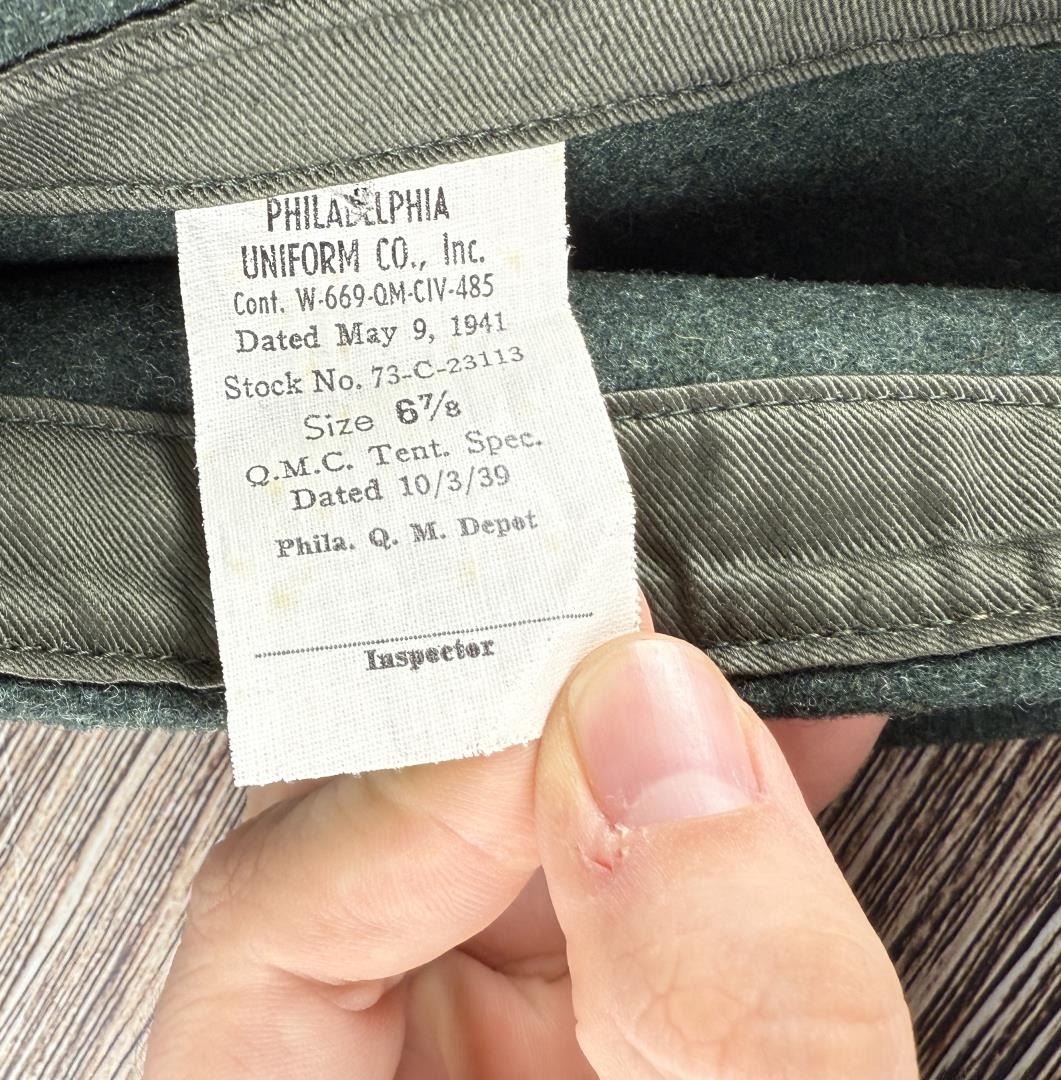 PHILADELPHIA
UNIFORM CO., Inc.
Cont. W-669-QM-CIV-485
Dated May 9, 1941
Stock No. 73-C-23113
Size 6⅞
Q.M.C. Tent. Spec.
Dated 10/3/39
Phila. Q. M. Depot
Inspector